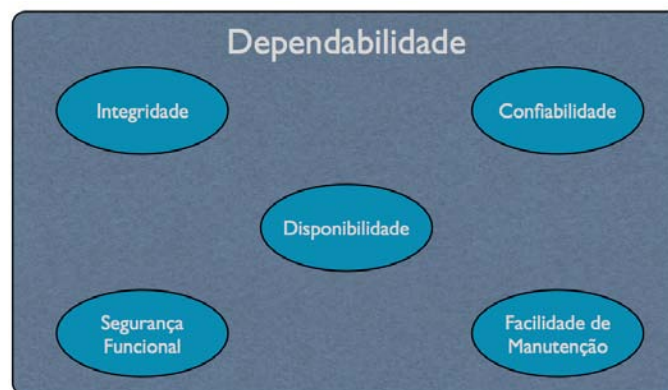 Dependabilidade
Integridade
Confiabilidade
Disponibilidade
Segurança
Funcional
Facilidade de
Manutenção